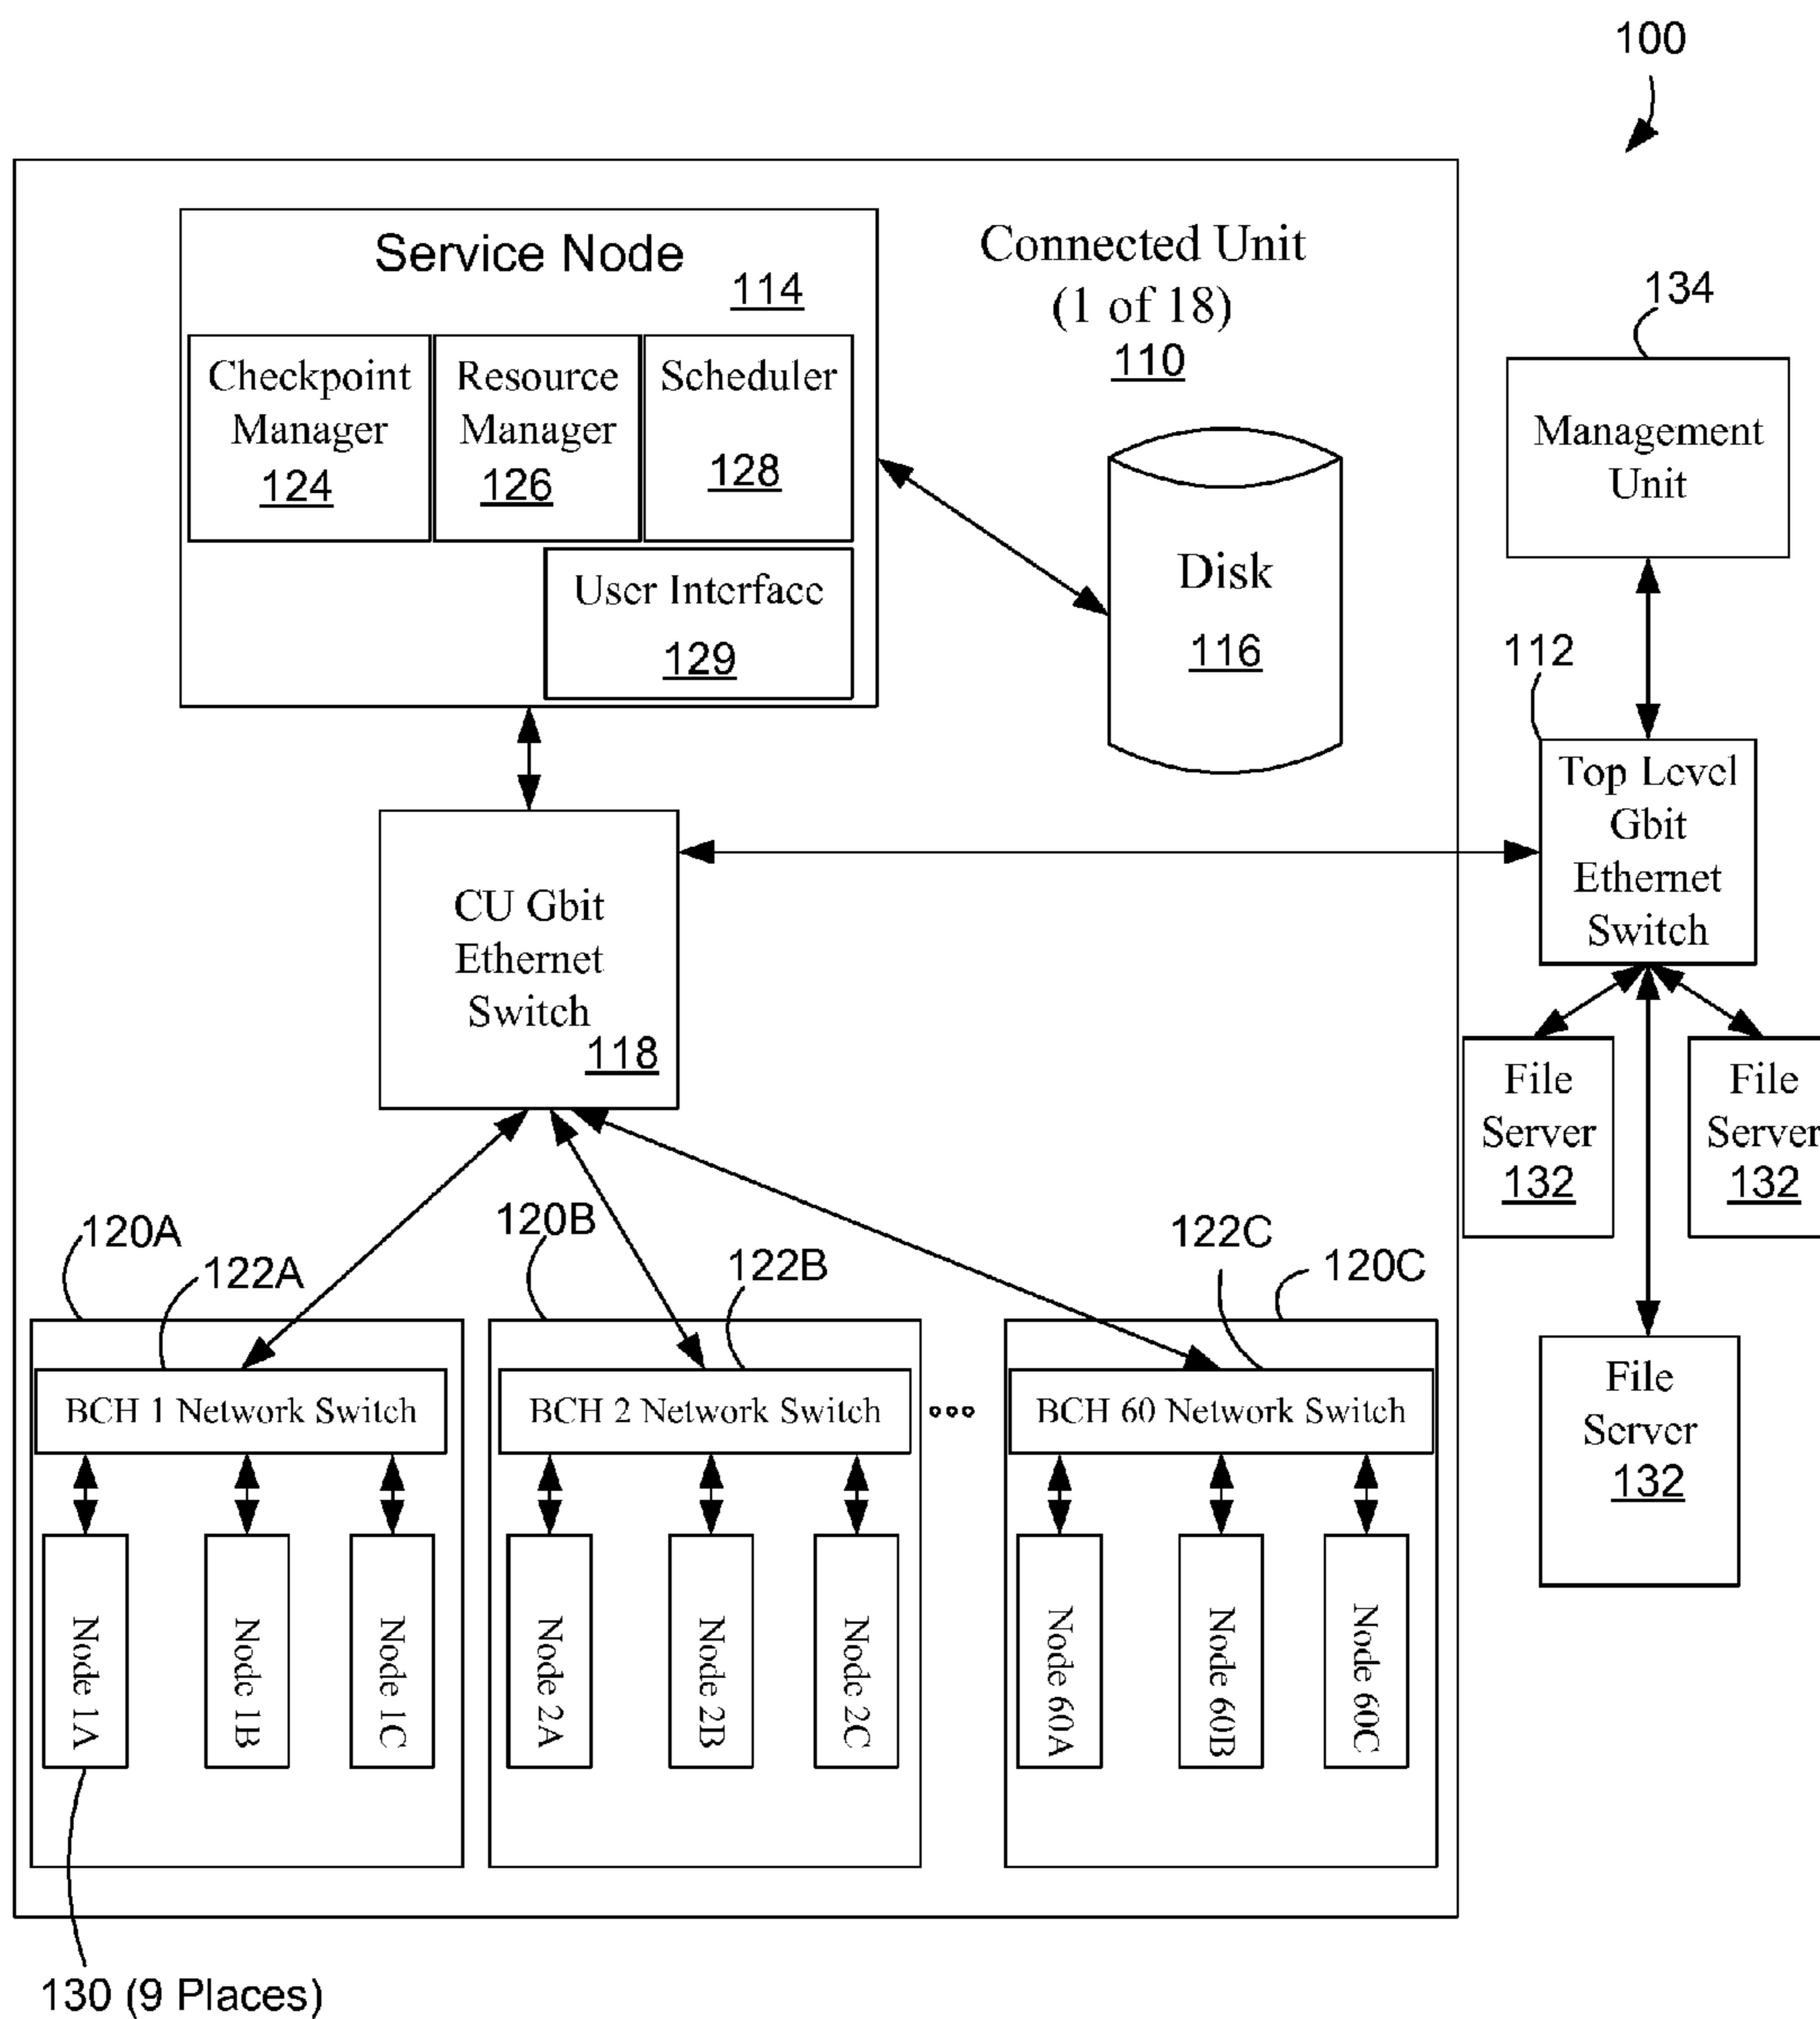 100
Service Node
114
Connected Unit
(1 of 18)
110
Checkpoint
Manager
124
Resource
Manager
126
Scheduler
128
User Interface
129
Disk
116
134
Management
Unit
112
Top Level
Gbit
Ethernet
Switch
CU Gbit
Ethernet
Switch
118
File
Server
132
File
Server
132
File
Server
132
120A
122A
120B
122B
122C
120C
BCH 1 Network Switch
BCH 2 Network Switch
BCH 60 Network Switch
Node 1A
Node 1B
Node 1C
Node 2A
Node 2B
Node 2C
Node 60A
Node 60B
Node 60C
130 (9 Places)